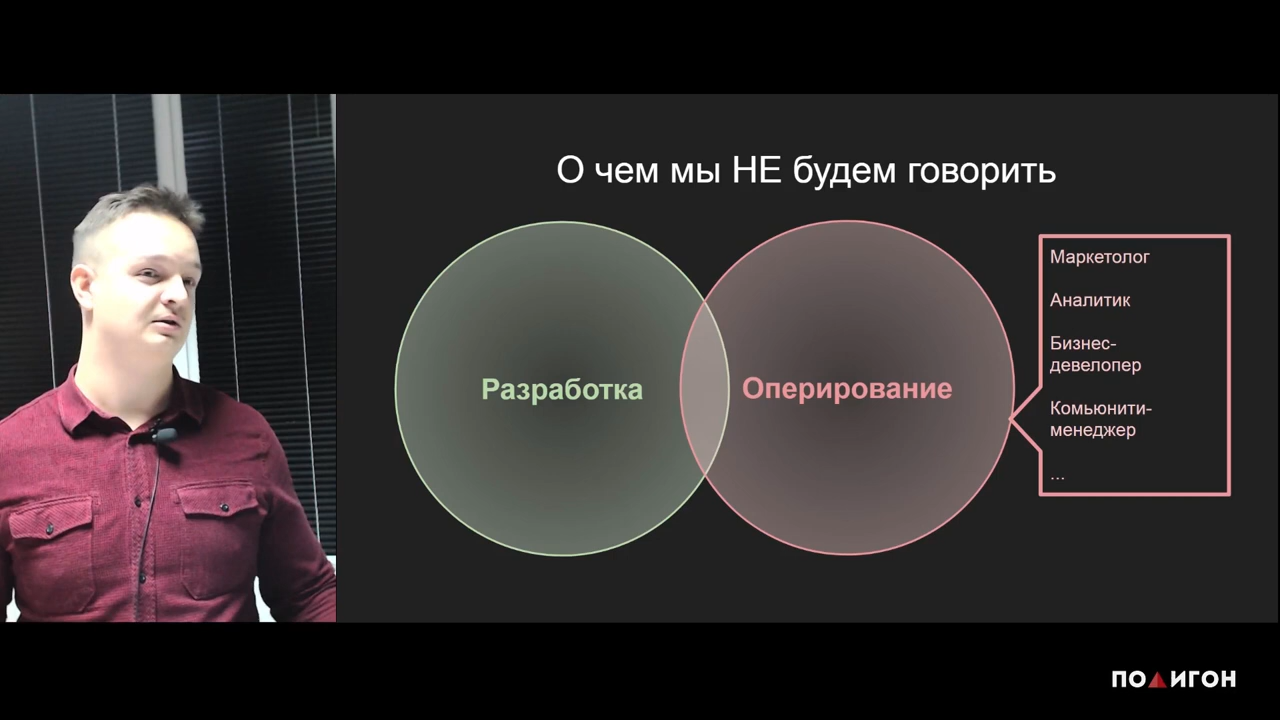 О чем мы НЕ будем говорить
Разработка
Оперирование
Маркетолог
Аналитик
Бизнес-
девелопер
Комьюнити-
менеджер
...
ПОЛИГОН